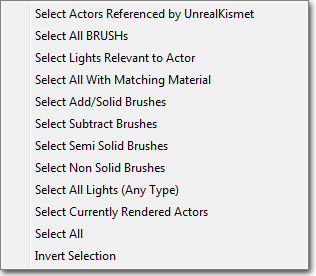 Select Actors Referenced by UnrealKismet
Select All BRUSHs
Select Lights Relevant to Actor
Select All With Matching Material
Select Add/Solid Brushes
Select Subtract Brushes
Select Semi Solid Brushes
Select Non Solid Brushes
Select All Lights (Any Type)
Select Currently Rendered Actors
Select All
Invert Selection